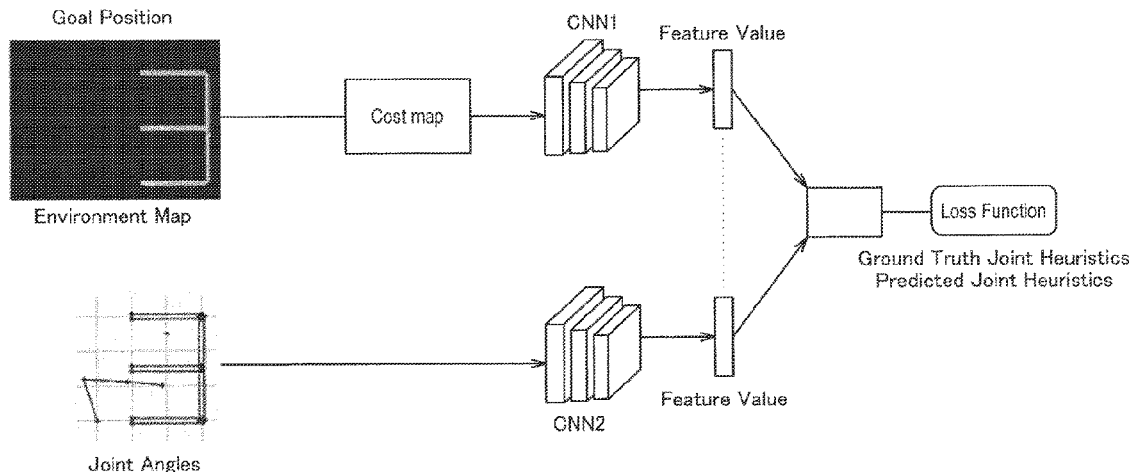 Goal Position
CNN1
Feature Value
Cost map
Environment Map
Loss Function
Ground Truth Joint Heuristics
Predicted Joint Heuristics
CNN2
Feature Value
Joint Angles